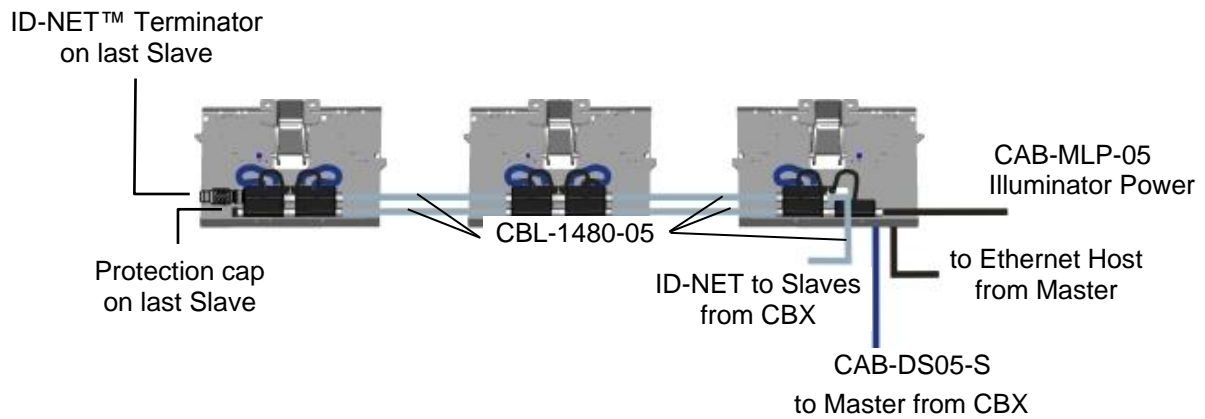 ID-NET™ Terminator
on last Slave
CAB-MLP-05
Illuminator Power
CBL-1480-05
Protection cap
on last Slave
ID-NET to Slaves
from CBX
to Ethernet Host
from Master
CAB-DS05-S
to Master from CBX